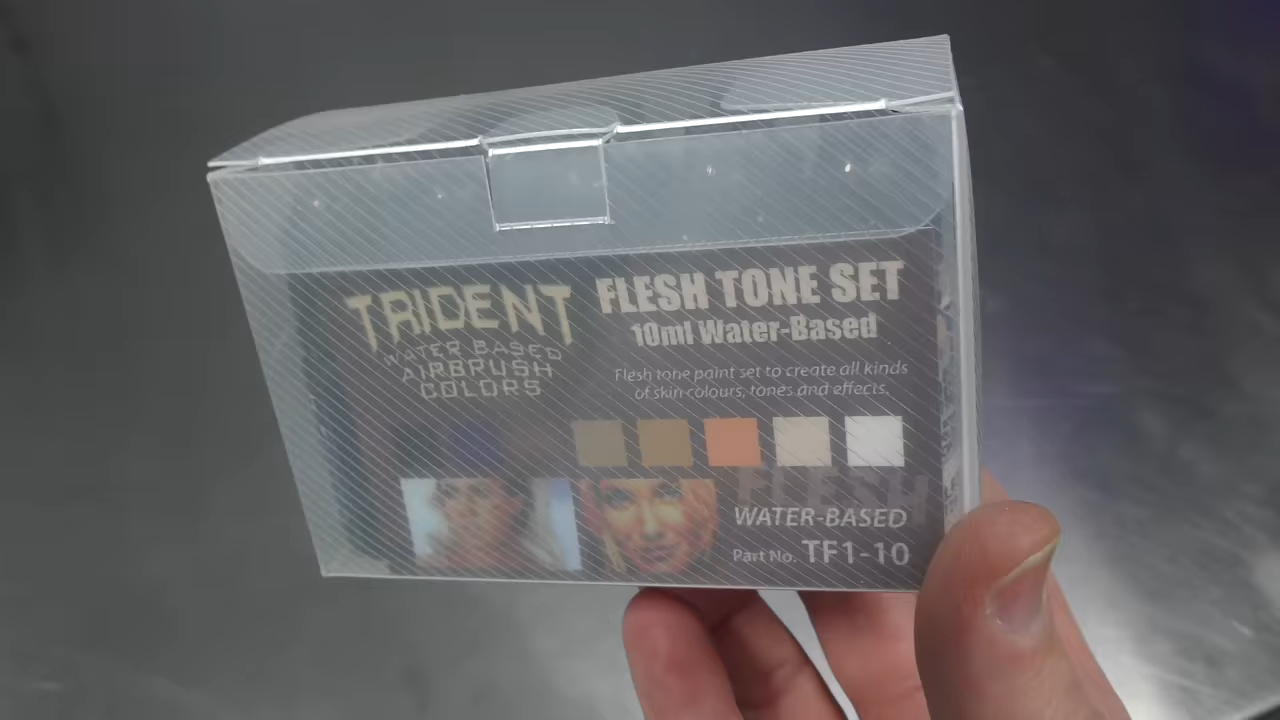 TRIDENT
WATER BASED
AIRBRUSH
COLORS
FLESH TONE SET
10ml Water-Based
Flesh tone paint set to create all kinds
of skin colours, tones and effects.
FLESH
WATER-BASED
Part No. TF1-10